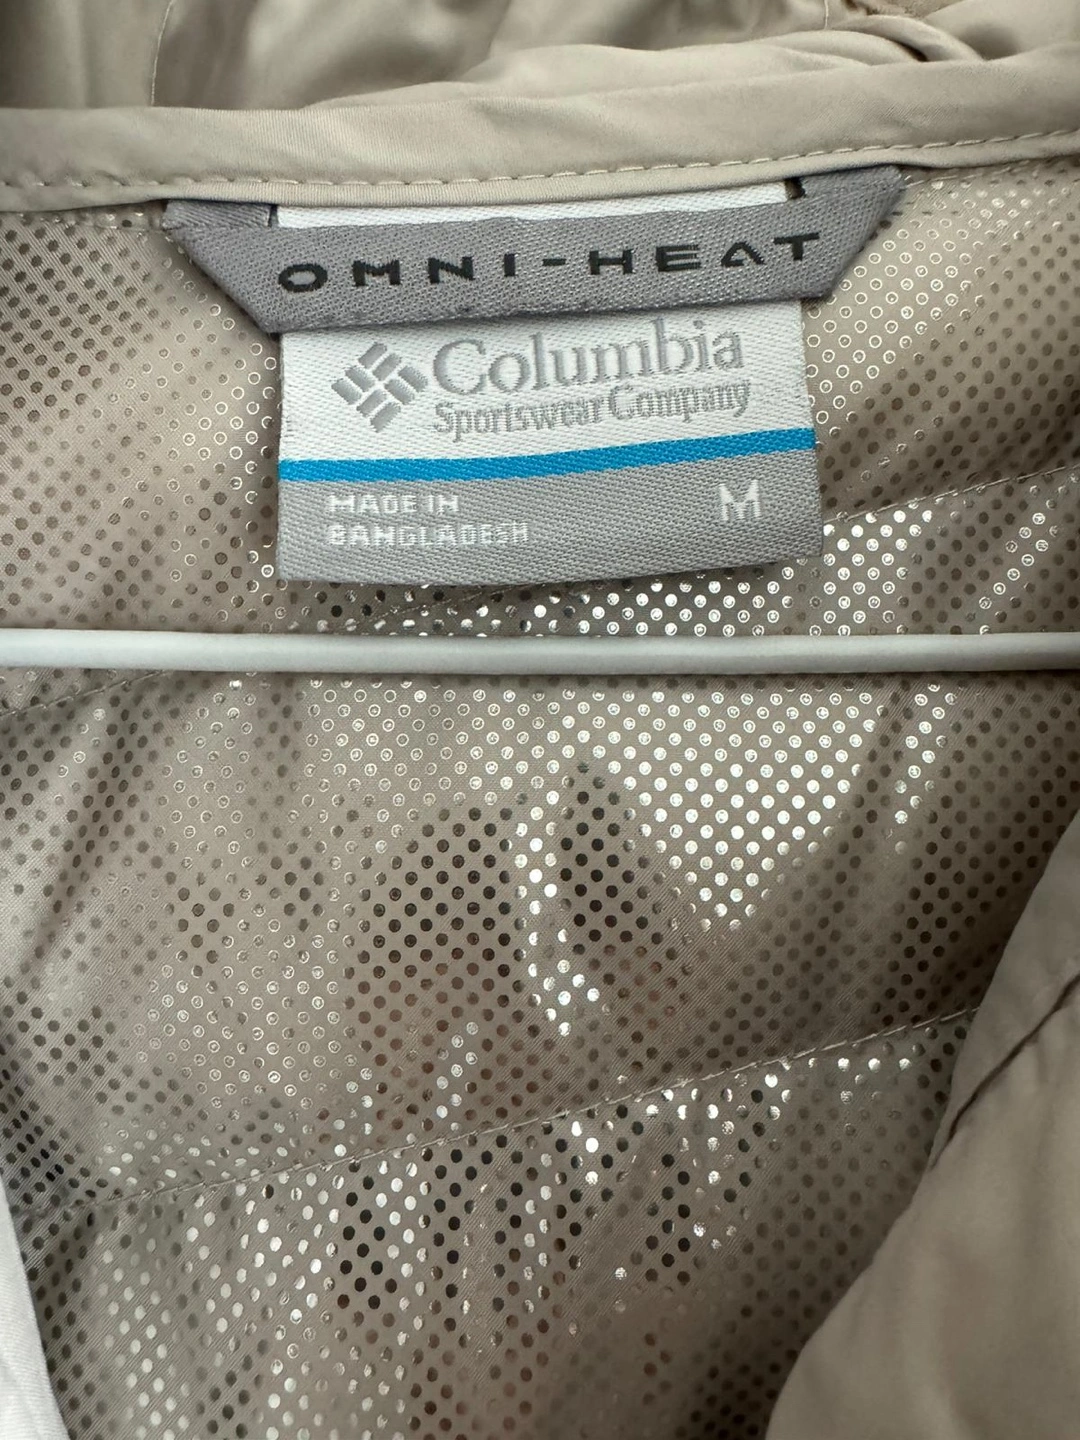 OMNI-HEAT
Columbia
Sportswear Company
MADE IN
BANGLADESH
M